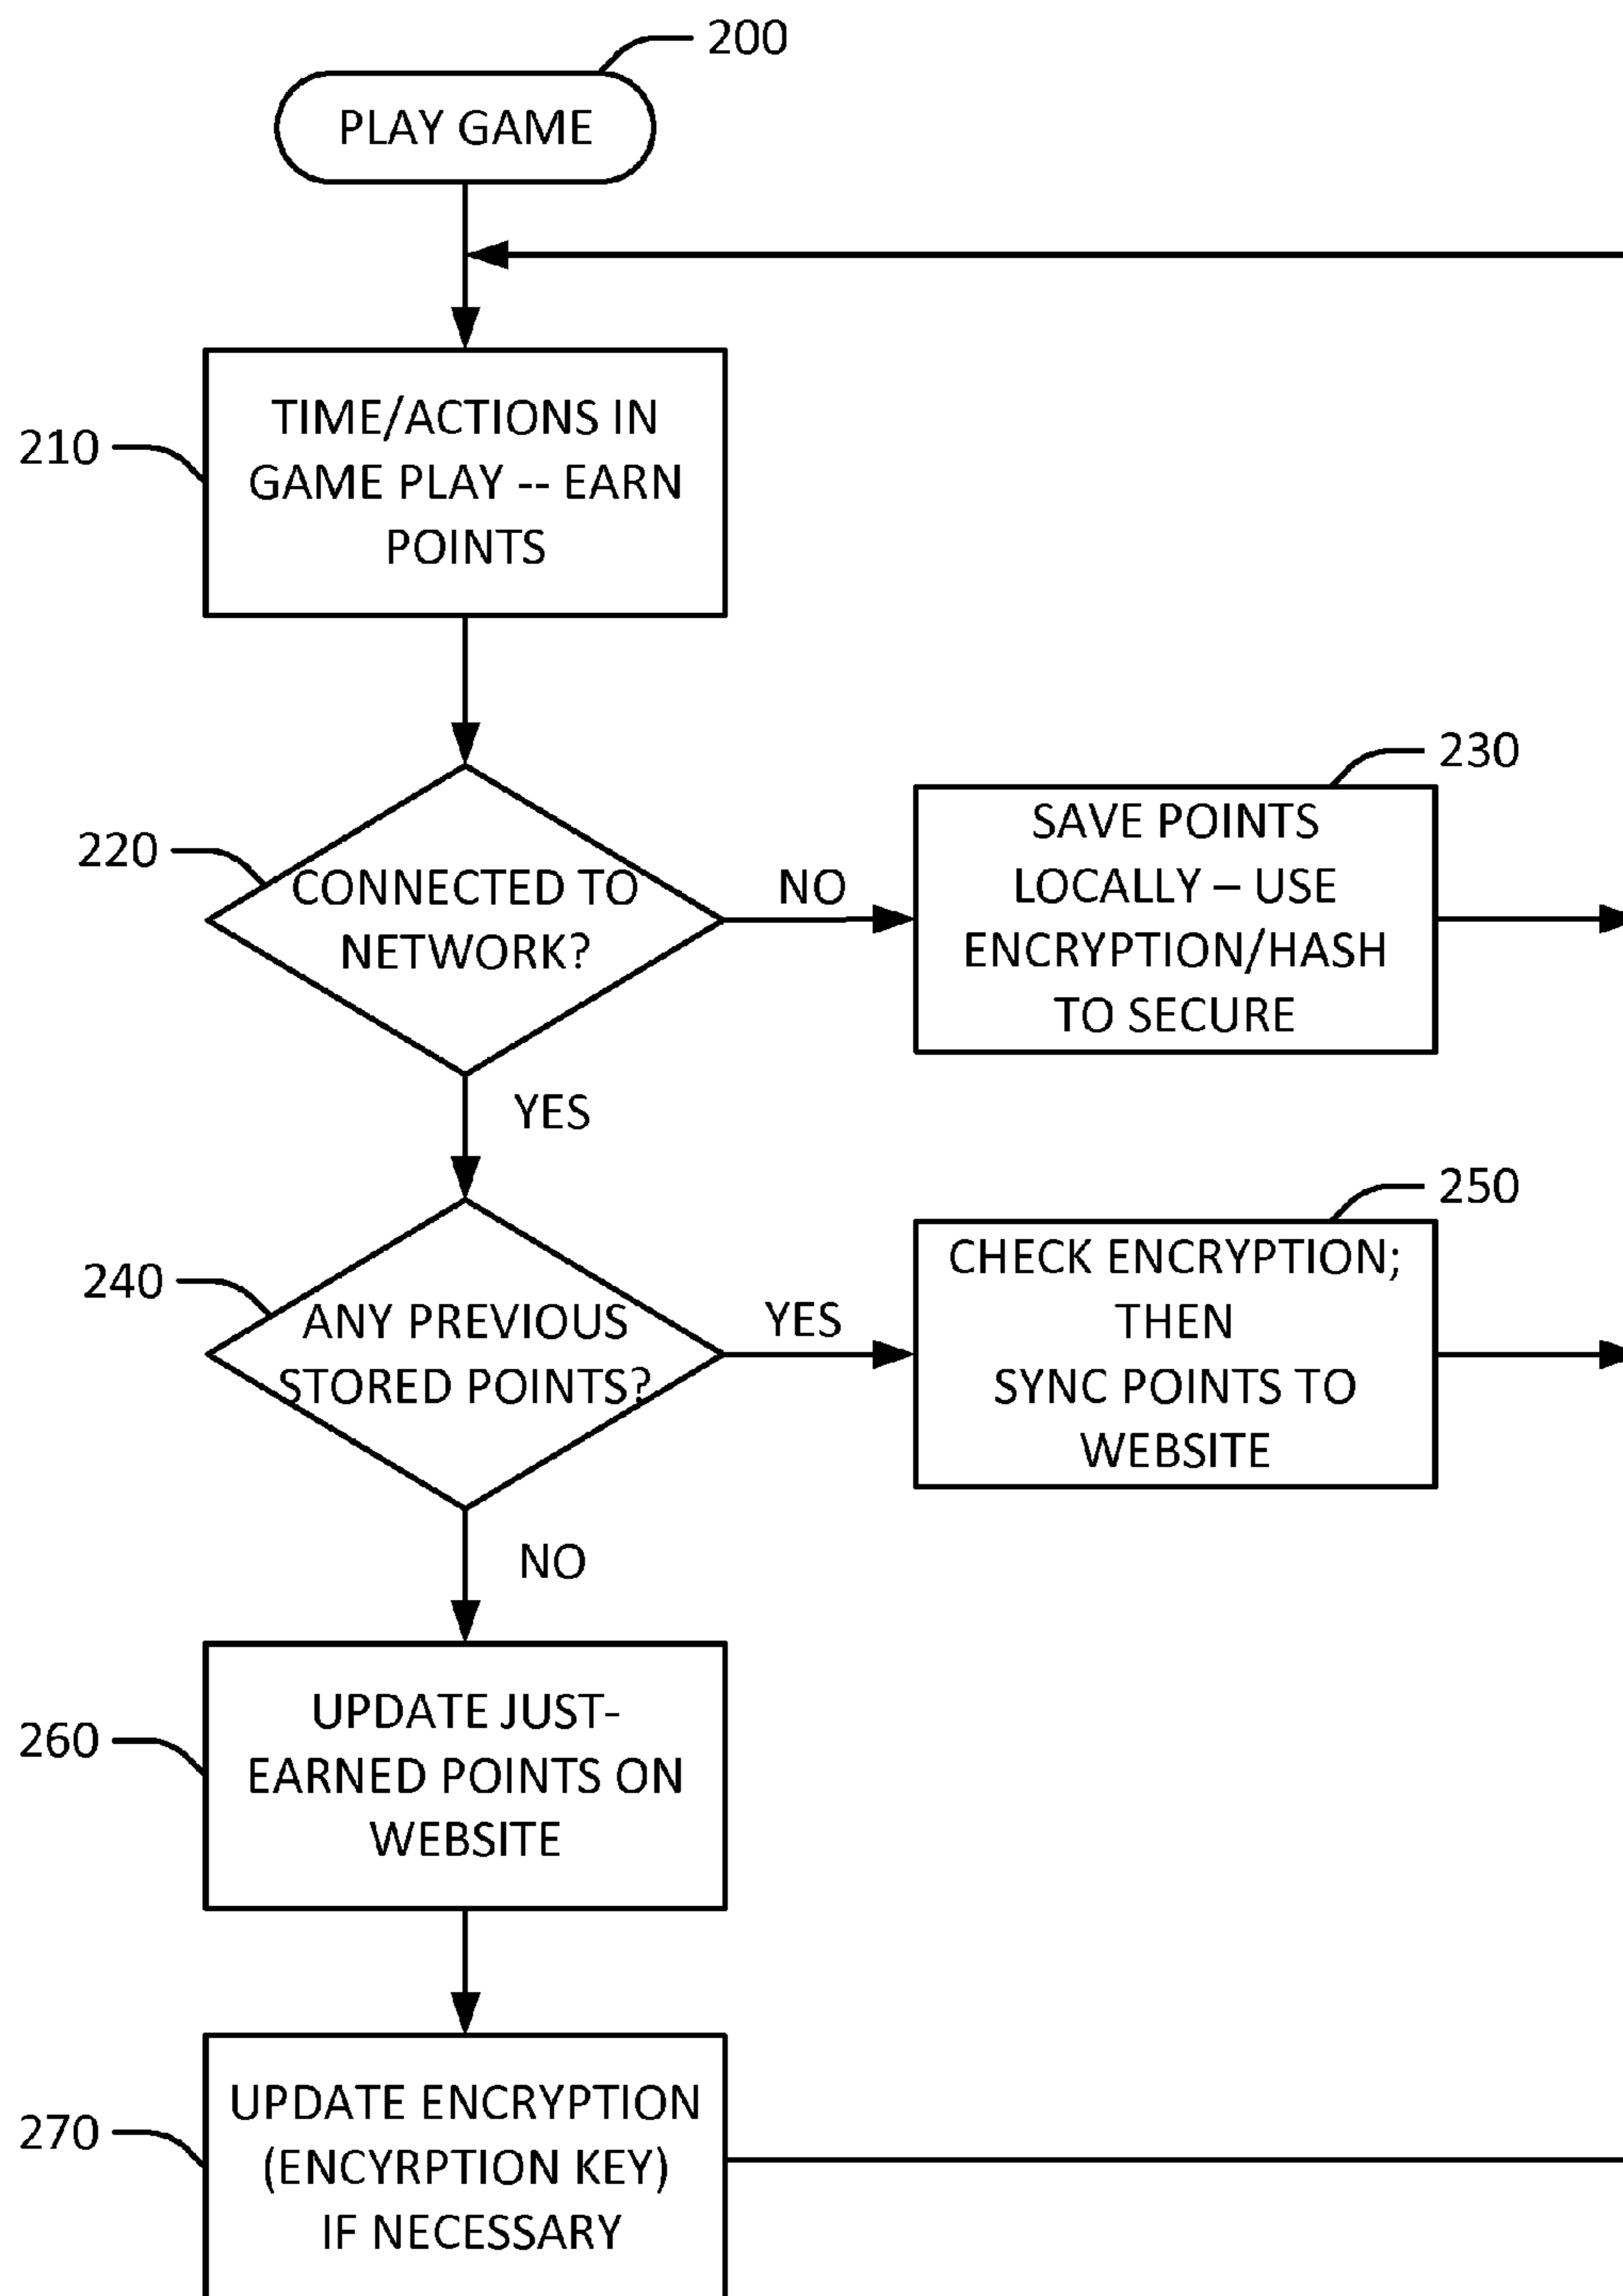 200
PLAY GAME
210
TIME/ACTIONS IN
GAME PLAY -- EARN
POINTS
220
CONNECTED TO
NETWORK?
NO
230
SAVE POINTS
LOCALLY – USE
ENCRYPTION/HASH
TO SECURE
YES
240
ANY PREVIOUS
STORED POINTS?
YES
250
CHECK ENCRYPTION;
THEN
SYNC POINTS TO
WEBSITE
NO
260
UPDATE JUST-
EARNED POINTS ON
WEBSITE
270
UPDATE ENCRYPTION
(ENCYRPTION KEY)
IF NECESSARY